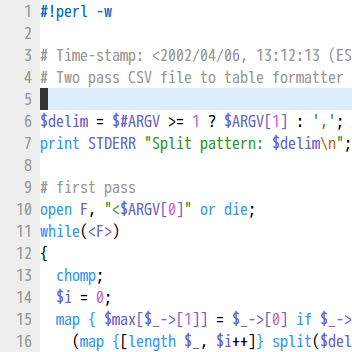 1 #!perl -w
2
3 # Time-stamp: <2002/04/06, 13:12:13 (ES
4 # Two pass CSV file to table formatter
5
6 $delim = $#ARGV >= 1 ? $ARGV[1] : ',';
7 print STDERR "Split pattern: $delim\n";
8
9 # first pass
10 open F, "<$ARGV[0]" or die;
11 while(<F>)
12 {
13   chomp;
14   $i = 0;
15   map { $max[$_->[1]] = $_->[0] if $_->
16     (map {[length $_, $i++]} split($del